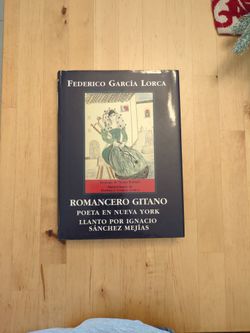 FEDERICO GARCÍA LORCA
ROMANCERO GITANO
POETA EN NUEVA YORK
LLANTO POR IGNACIO
SÁNCHEZ MEJÍAS